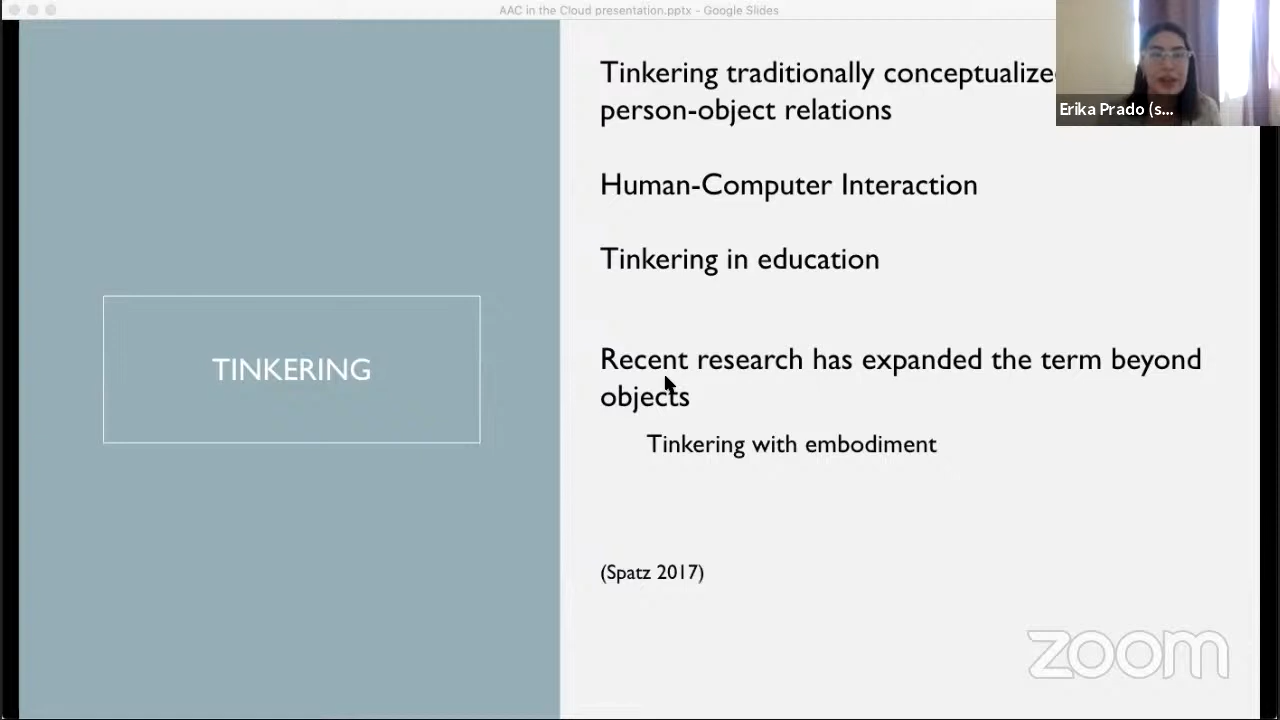 AAC in the Cloud presentation.pptx - Google Slides
Tinkering traditionally
person-object relations
Erika Prado (s...
Human-Computer Interaction
Tinkering in education
TINKERING
Recent research has expanded the term beyond
objects
Tinkering with embodiment
(Spatz 2017)
zoom